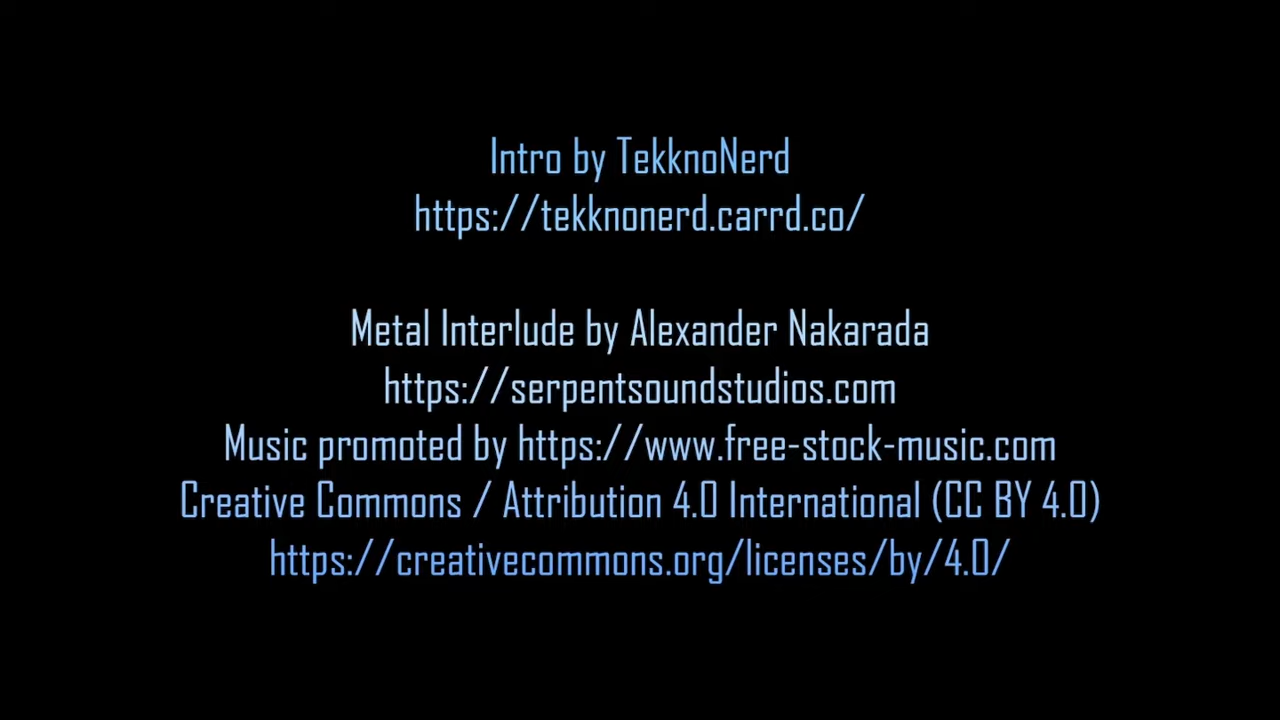 Intro by TekknoNerd
https://tekknonerd.carrd.co/
Metal Interlude by Alexander Nakarada
https://serpentsoundstudios.com
Music promoted by https://www.free-stock-music.com
Creative Commons / Attribution 4.0 International (CC BY 4.0)
https://creativecommons.org/licenses/by/4.0/